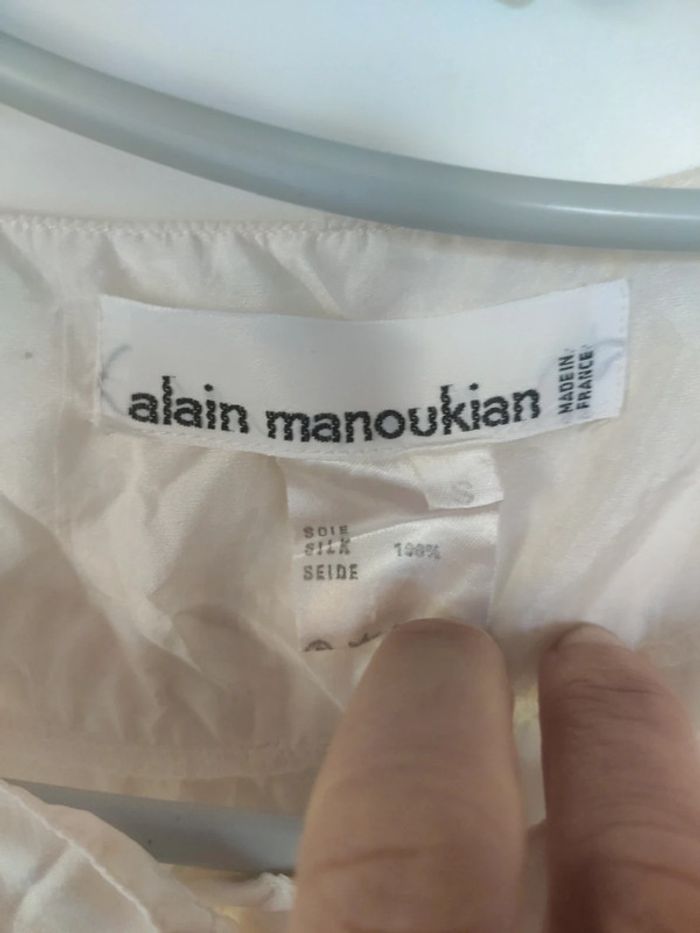 alain manoukian
MADE IN
FRANCE
S
SOIE
SILK 100%
SEIDE